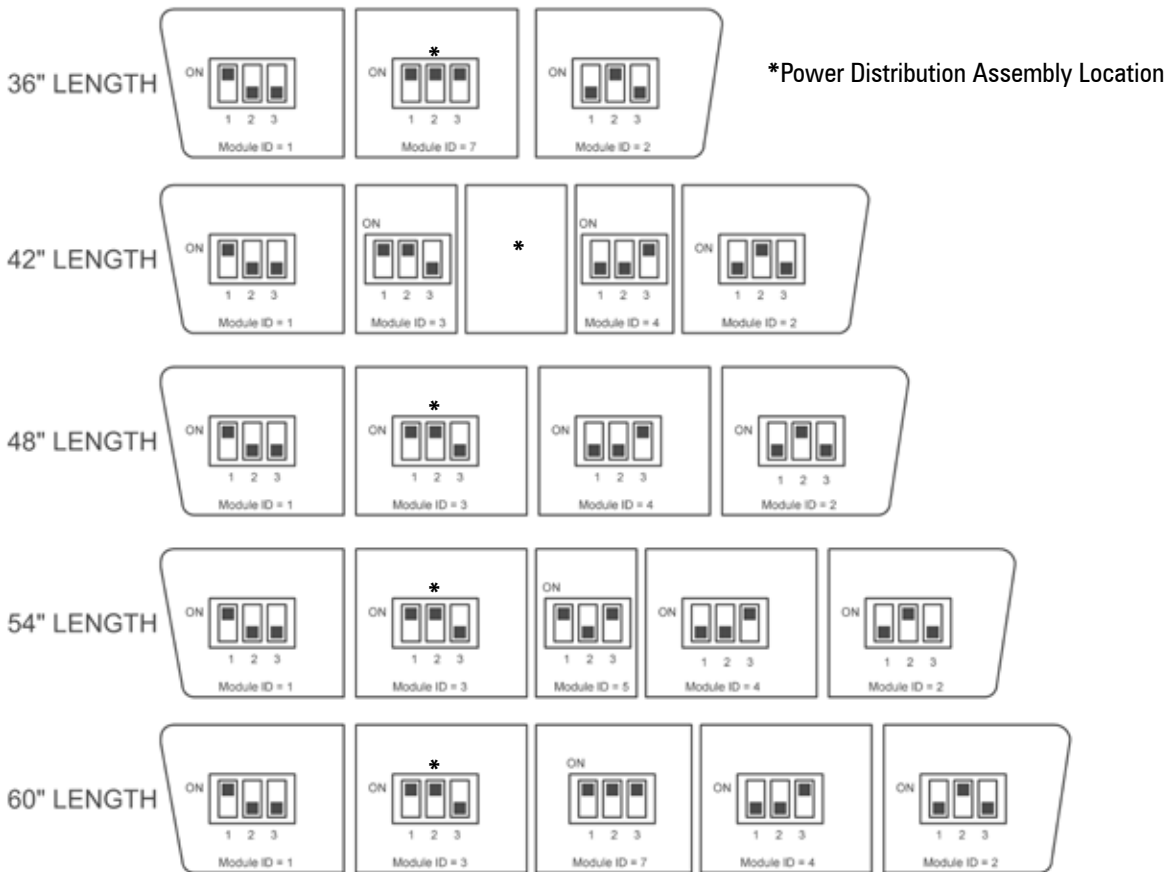 *Power Distribution Assembly Location
36" LENGTH
ON
1 2 3
Module ID = 1
*
ON
1 2 3
Module ID = 7
ON
1 2 3
Module ID = 2
42" LENGTH
ON
1 2 3
Module ID = 1
ON
1 2 3
Module ID = 3
*
ON
1 2 3
Module ID = 4
ON
1 2 3
Module ID = 2
48" LENGTH
ON
1 2 3
Module ID = 1
*
ON
1 2 3
Module ID = 3
ON
1 2 3
Module ID = 4
ON
1 2 3
Module ID = 2
54" LENGTH
ON
1 2 3
Module ID = 1
*
ON
1 2 3
Module ID = 3
ON
1 2 3
Module ID = 5
ON
1 2 3
Module ID = 4
ON
1 2 3
Module ID = 2
60" LENGTH
ON
1 2 3
Module ID = 1
*
ON
1 2 3
Module ID = 3
ON
1 2 3
Module ID = 7
ON
1 2 3
Module ID = 4
ON
1 2 3
Module ID = 2